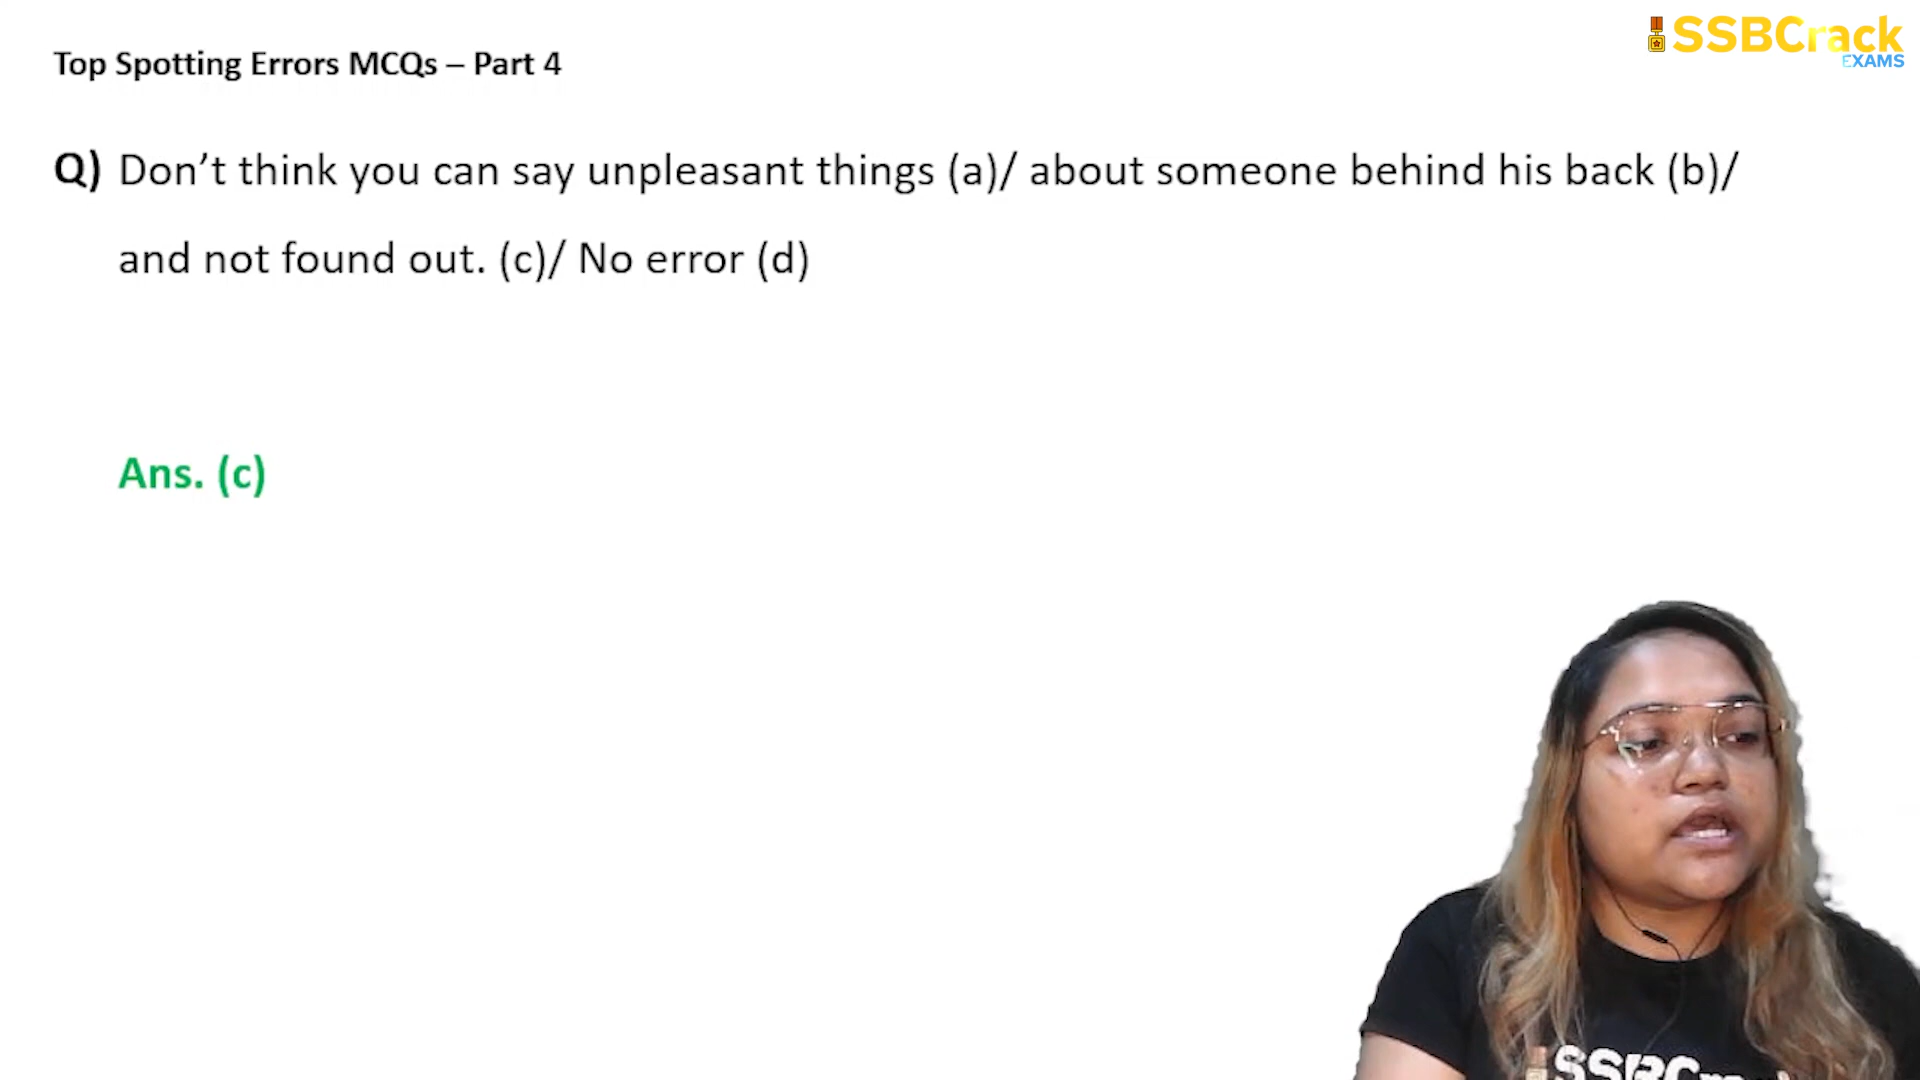 SSBCrack
EXAMS
Top Spotting Errors MCQs – Part 4
Q) Don’t think you can say unpleasant things (a)/ about someone behind his back (b)/
and not found out. (c)/ No error (d)
Ans. (c)